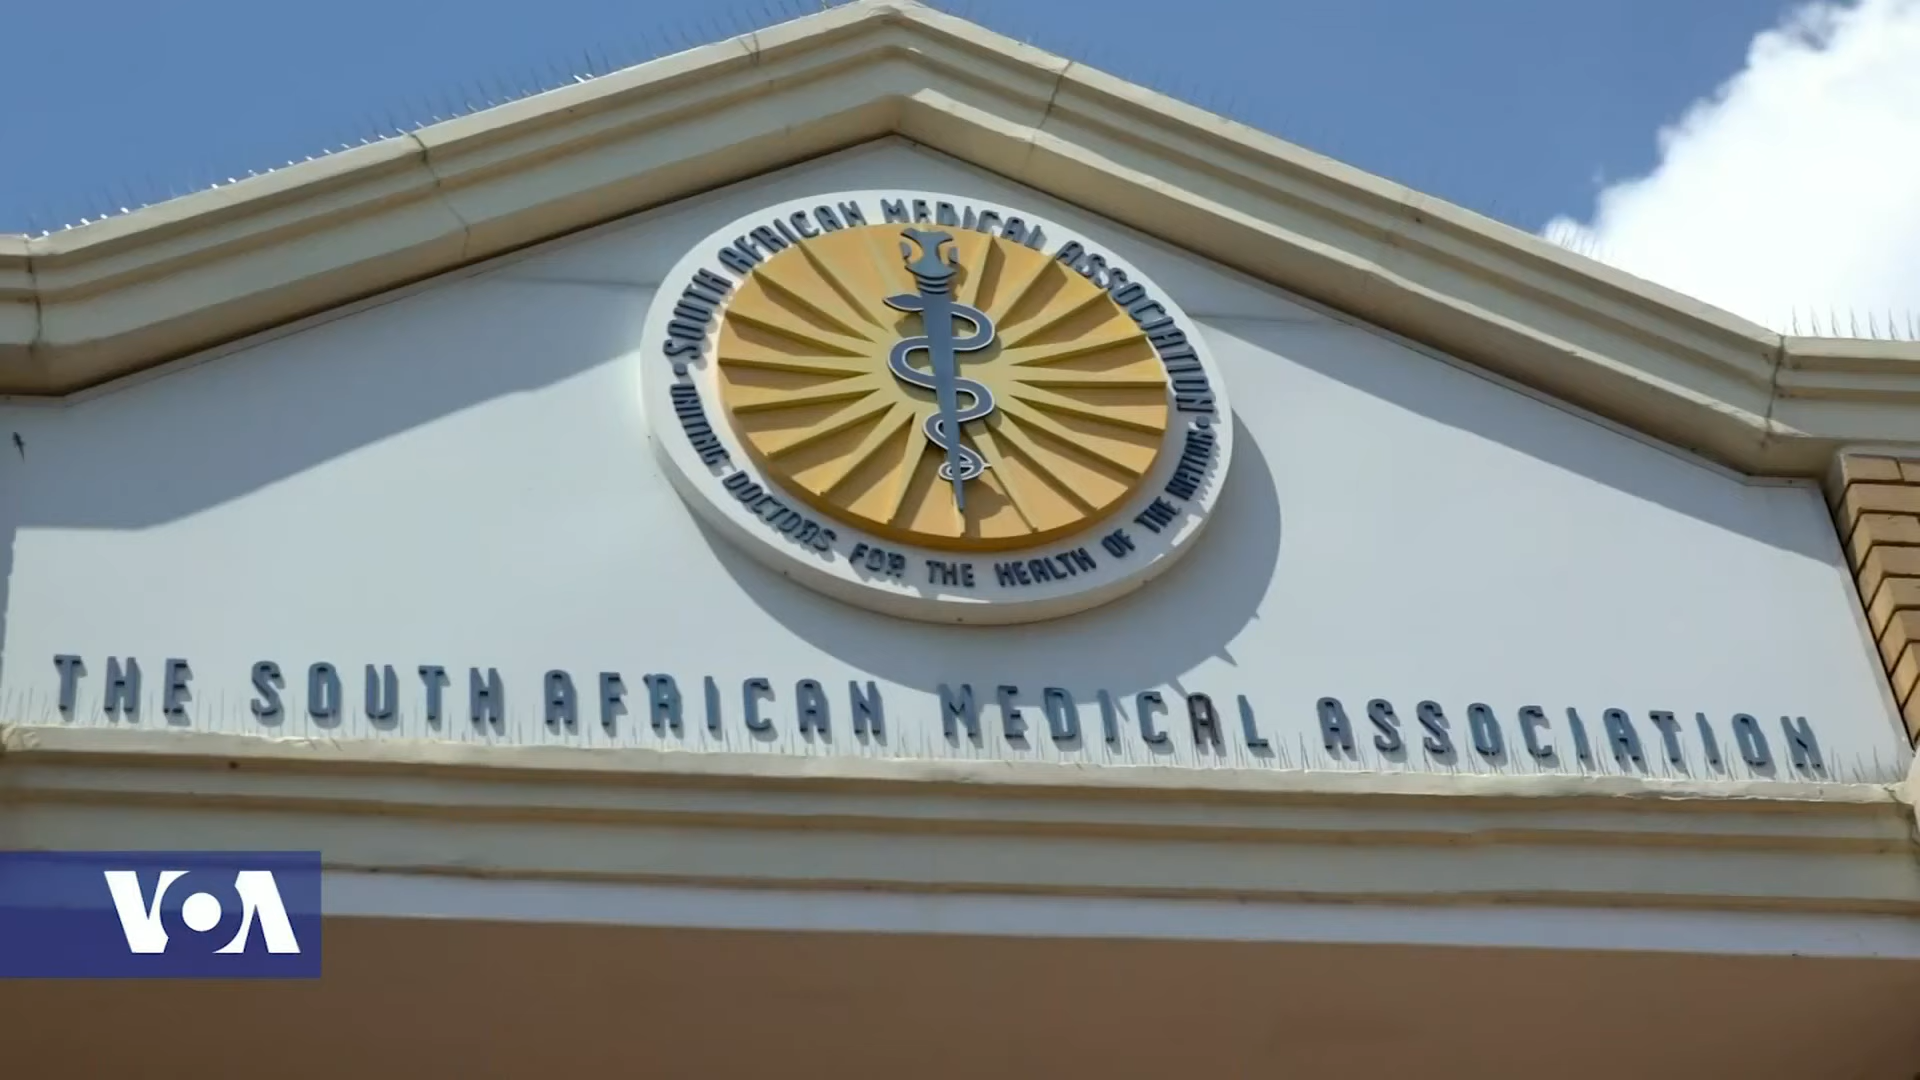 SOUTH AFRICAN MEDICAL ASSOCIATION
UNITING DOCTORS FOR THE HEALTH OF THE NATION
THE SOUTH AFRICAN MEDICAL ASSOCIATION
VOA